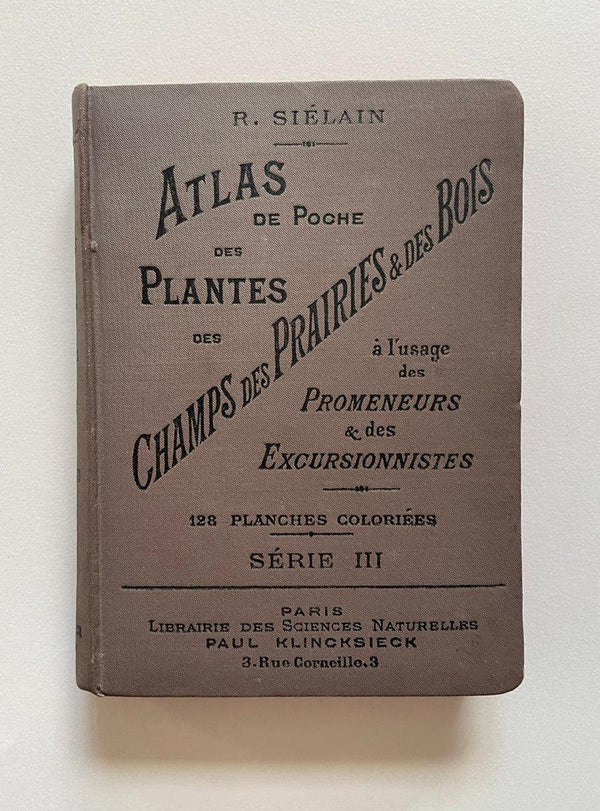 R. SIÉLAIN
ATLAS
DE POCHE
DES
PLANTES
DES
CHAMPS DES PRAIRIES & DES BOIS
à l'usage
des
PROMENEURS
& des
EXCURSIONNISTES
128 PLANCHES COLORIÉES
SÉRIE III
PARIS
LIBRAIRIE DES SCIENCES NATURELLES
PAUL KLINCKSIECK
3. Rue Corneille. 3